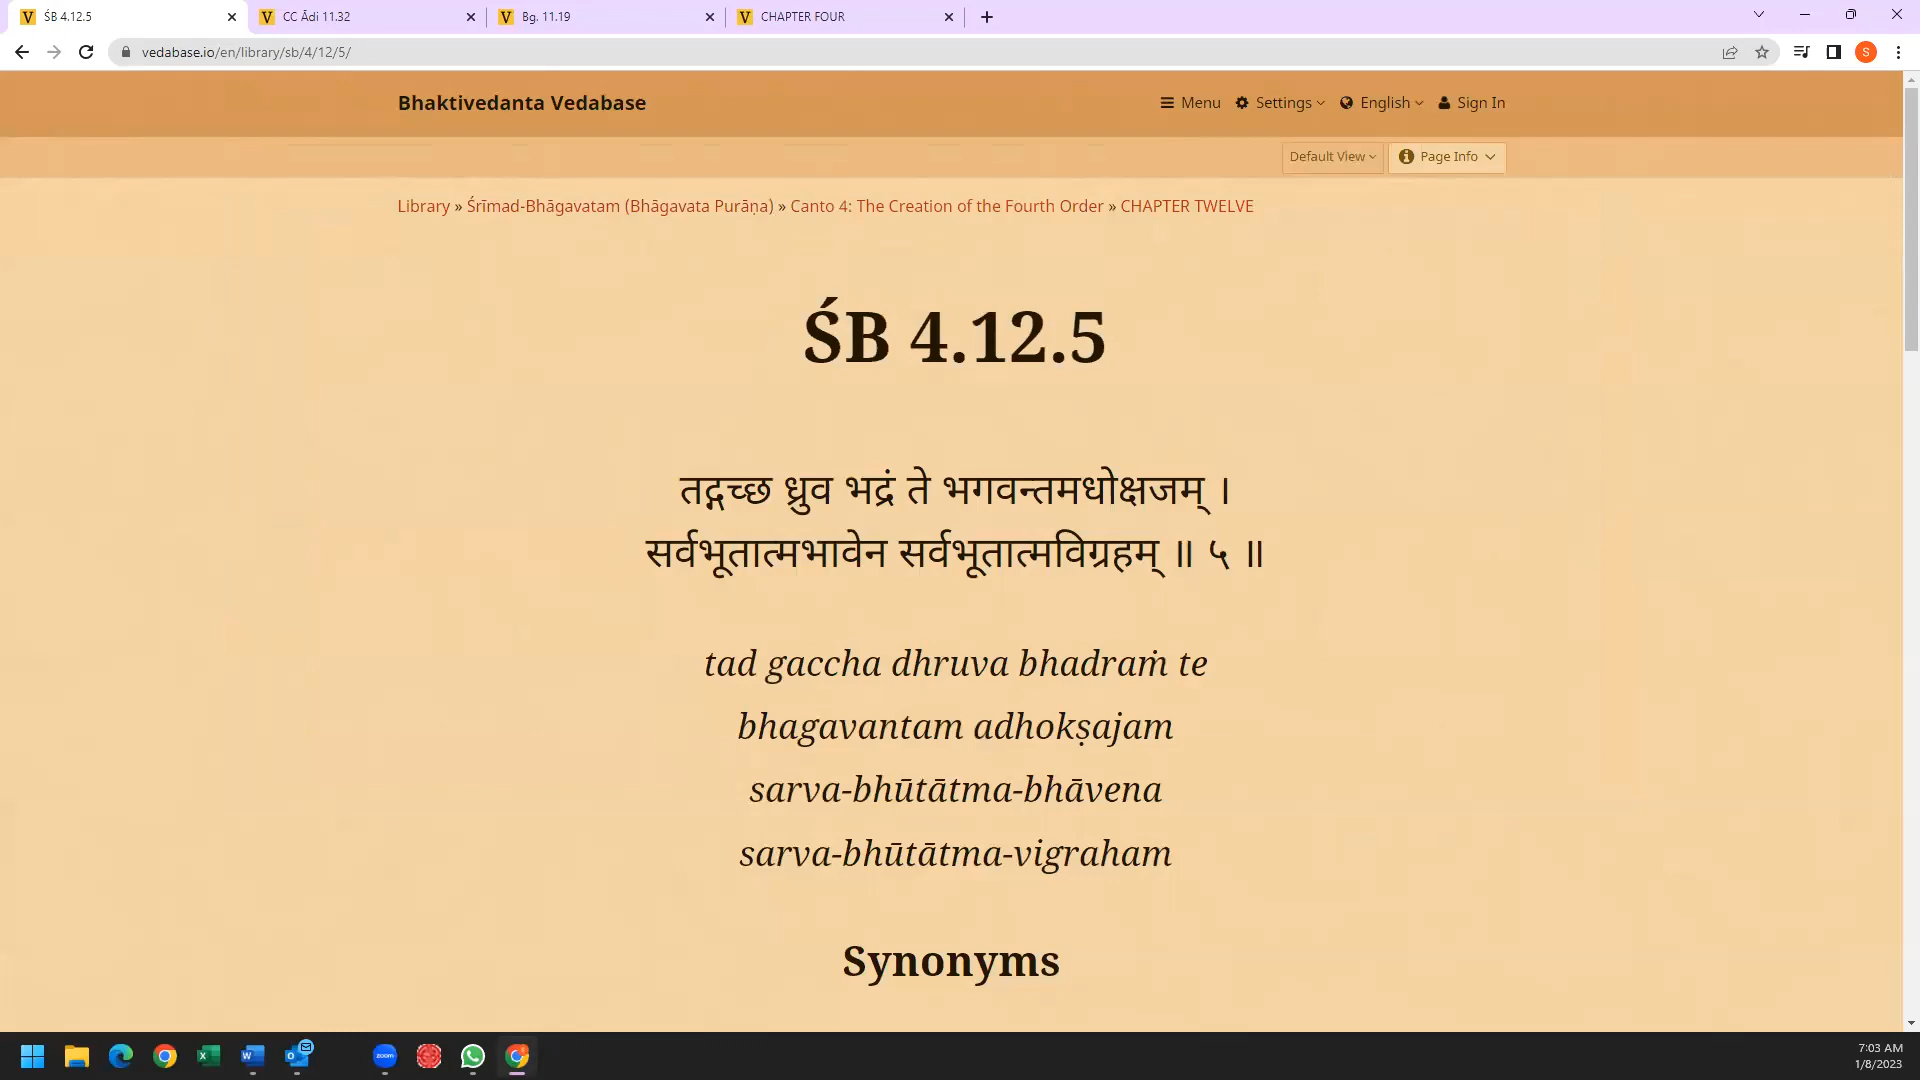 ŚB 4.12.5
CC Ādi 11.32
Bg. 11.19
CHAPTER FOUR
vedabase.io/en/library/sb/4/12/5/
S
Bhaktivedanta Vedabase
Menu Settings English Sign In
Default View Page Info
Library » Śrīmad-Bhāgavatam (Bhāgavata Purāṇa) » Canto 4: The Creation of the Fourth Order » CHAPTER TWELVE
ŚB 4.12.5
तद्गच्छ ध्रुव भद्रं ते भगवन्तमधोक्षजम् ।
सर्वभूतात्मभावेन सर्वभूतात्मविग्रहम् ॥ ५ ॥
tad gaccha dhruva bhadraṁ te
bhagavantam adhokṣajam
sarva-bhūtātma-bhāvena
sarva-bhūtātma-vigraham
Synonyms
zoom
7:03 AM
1/8/2023